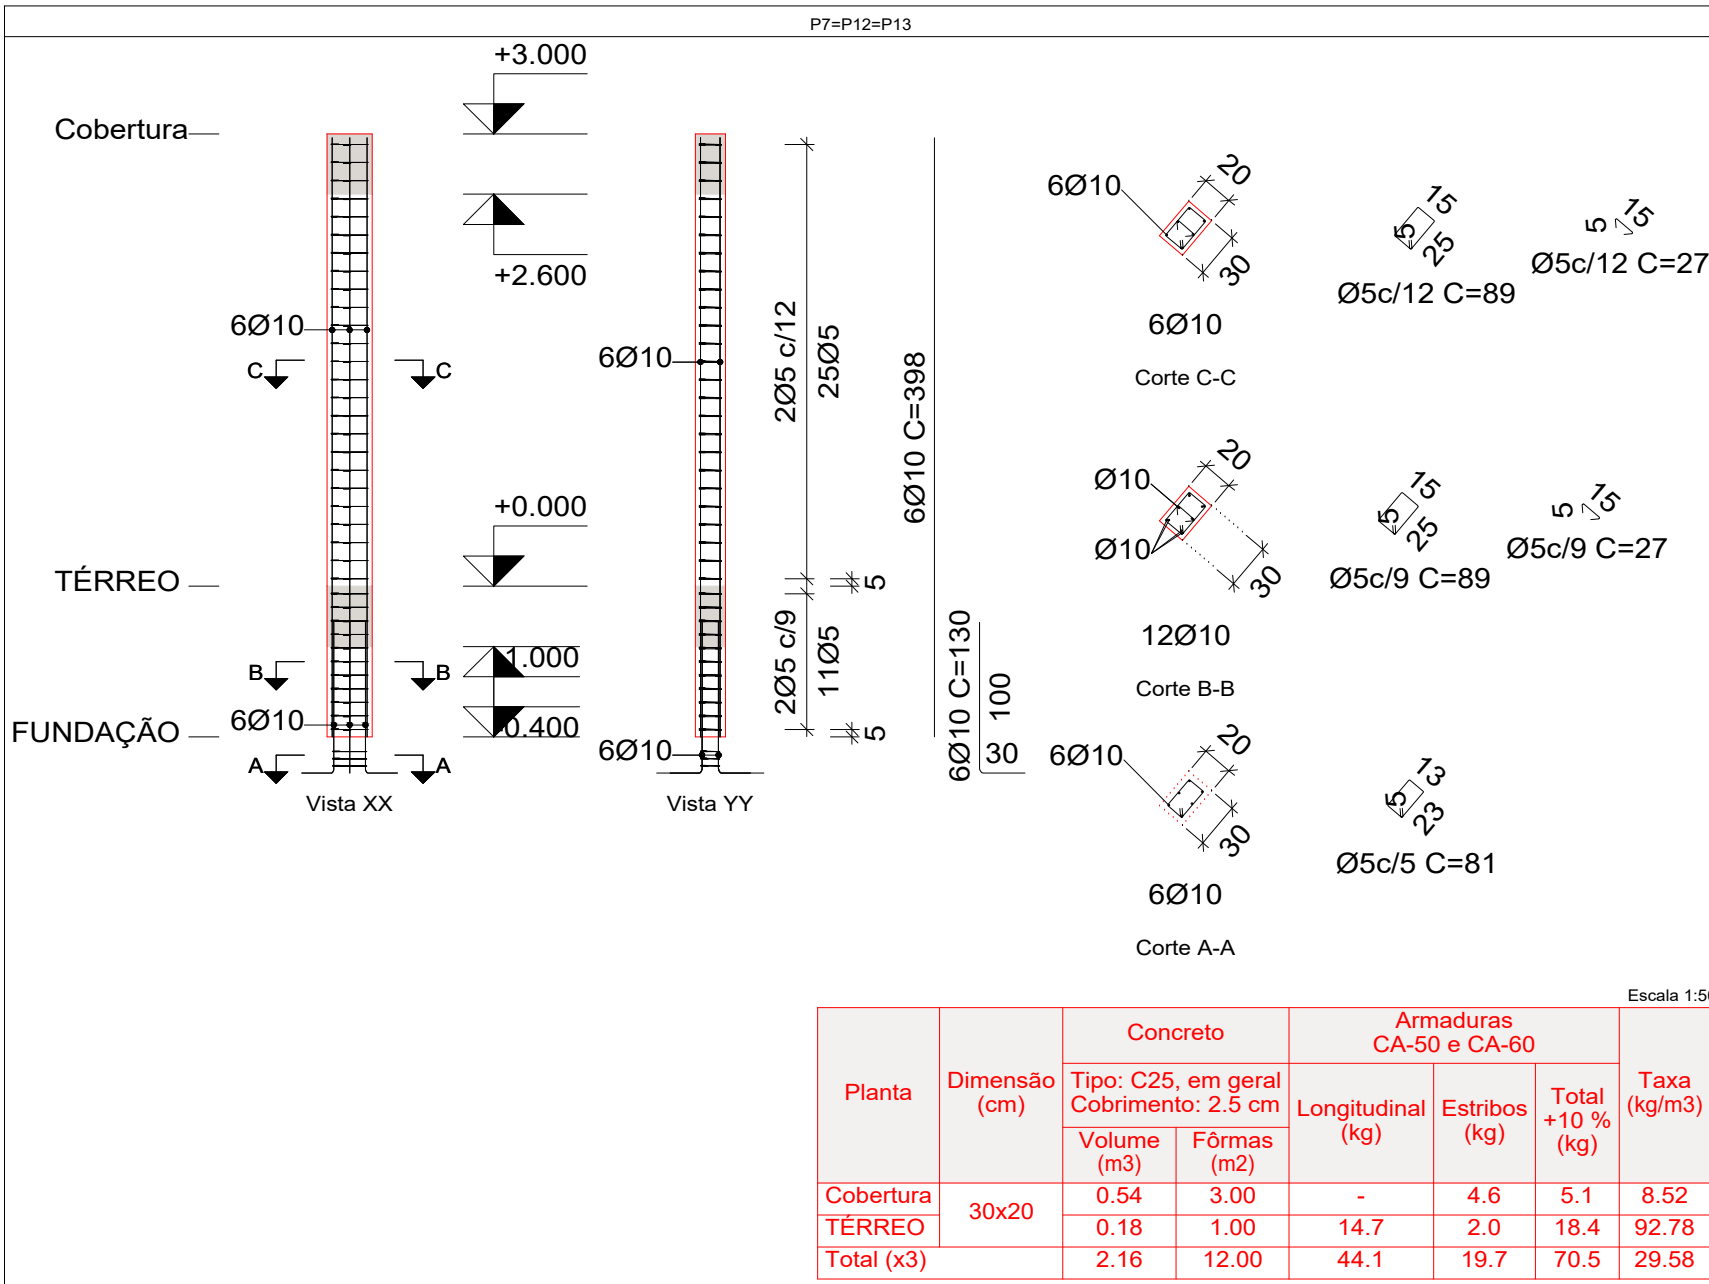 P7=P12=P13
+3.000
Cobertura
+2.600
6Ø10
C
C
6Ø10
+0.000
TÉRREO
1.000
B
B
6Ø10
0.400
FUNDAÇÃO
6Ø10
A
A
Vista XX
Vista YY
2Ø5 c/12
25Ø5
5
2Ø5 c/9
11Ø5
5
6Ø10 C=398
6Ø10 C=130
100
30
6Ø10
20
30
6Ø10
Corte C-C
15
5
25
Ø5c/12 C=89
5
15
Ø5c/12 C=27
Ø10
Ø10
20
30
12Ø10
Corte B-B
15
5
25
Ø5c/9 C=89
5
15
Ø5c/9 C=27
6Ø10
20
30
6Ø10
Corte A-A
13
5
23
Ø5c/5 C=81
Escala 1:50
Planta
Dimensão
(cm)
Concreto
Tipo: C25, em geral
Cobrimento: 2.5 cm
Volume
(m3)
Fôrmas
(m2)
Armaduras
CA-50 e CA-60
Longitudinal
(kg)
Estribos
(kg)
Total
+10 %
(kg)
Taxa
(kg/m3)
Cobertura 30x20 0.54 3.00 - 4.6 5.1 8.52
TÉRREO 0.18 1.00 14.7 2.0 18.4 92.78
Total (x3) 2.16 12.00 44.1 19.7 70.5 29.58